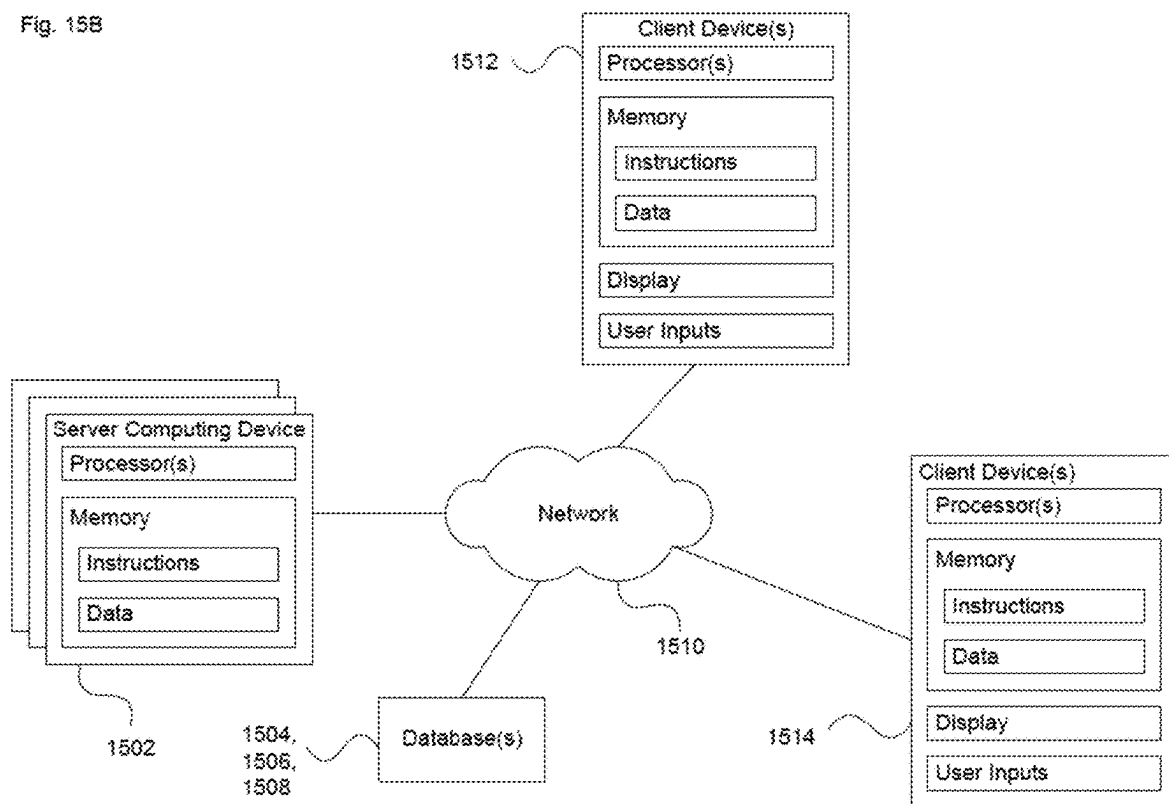 Fig. 15B
Client Device(s)
1512
Processor(s)
Memory
Instructions
Data
Display
User Inputs
Server Computing Device
Processor(s)
Memory
Instructions
Data
1502
Network
1510
Database(s)
1504,
1506,
1508
Client Device(s)
Processor(s)
Memory
Instructions
Data
Display
User Inputs
1514